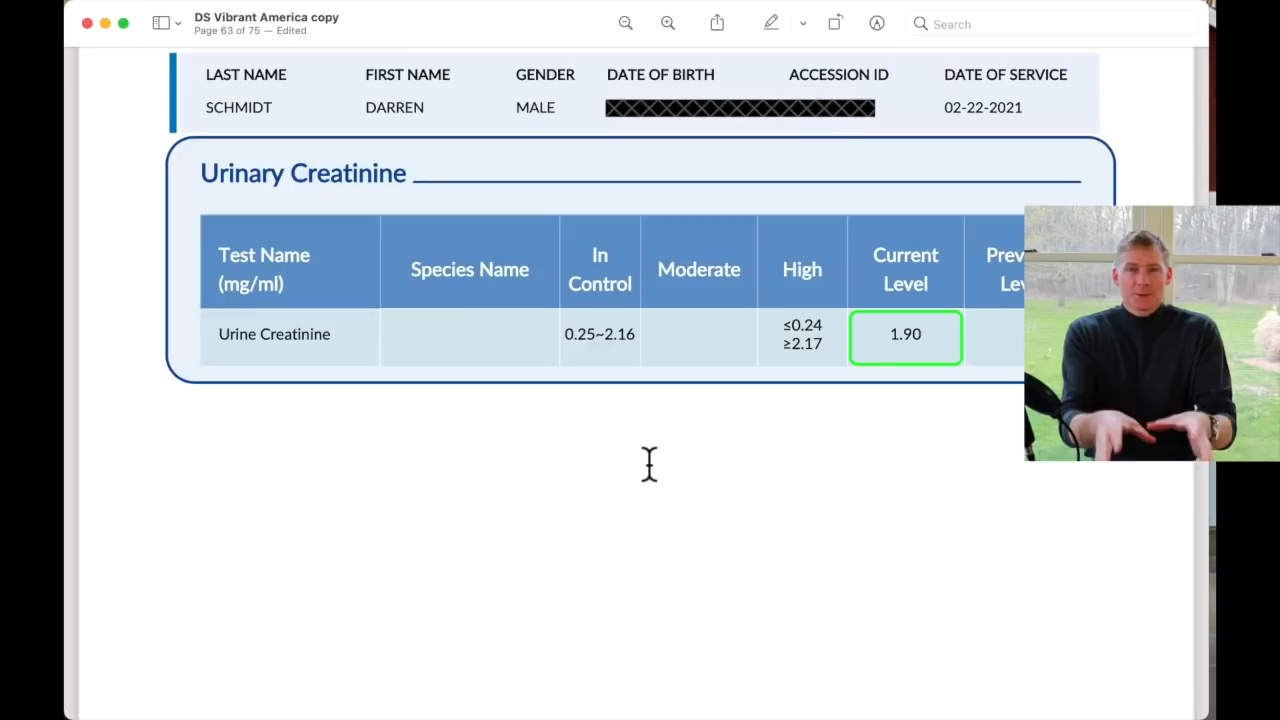 DS Vibrant America copy
Page 63 of 75 — Edited
Search
LAST NAME FIRST NAME GENDER DATE OF BIRTH ACCESSION ID DATE OF SERVICE
SCHMIDT DARREN MALE 02-22-2021
Urinary Creatinine
Test Name (mg/ml) Species Name In Control Moderate High Current Level
Urine Creatinine 0.25~2.16 ≤0.24 ≥2.17 1.90